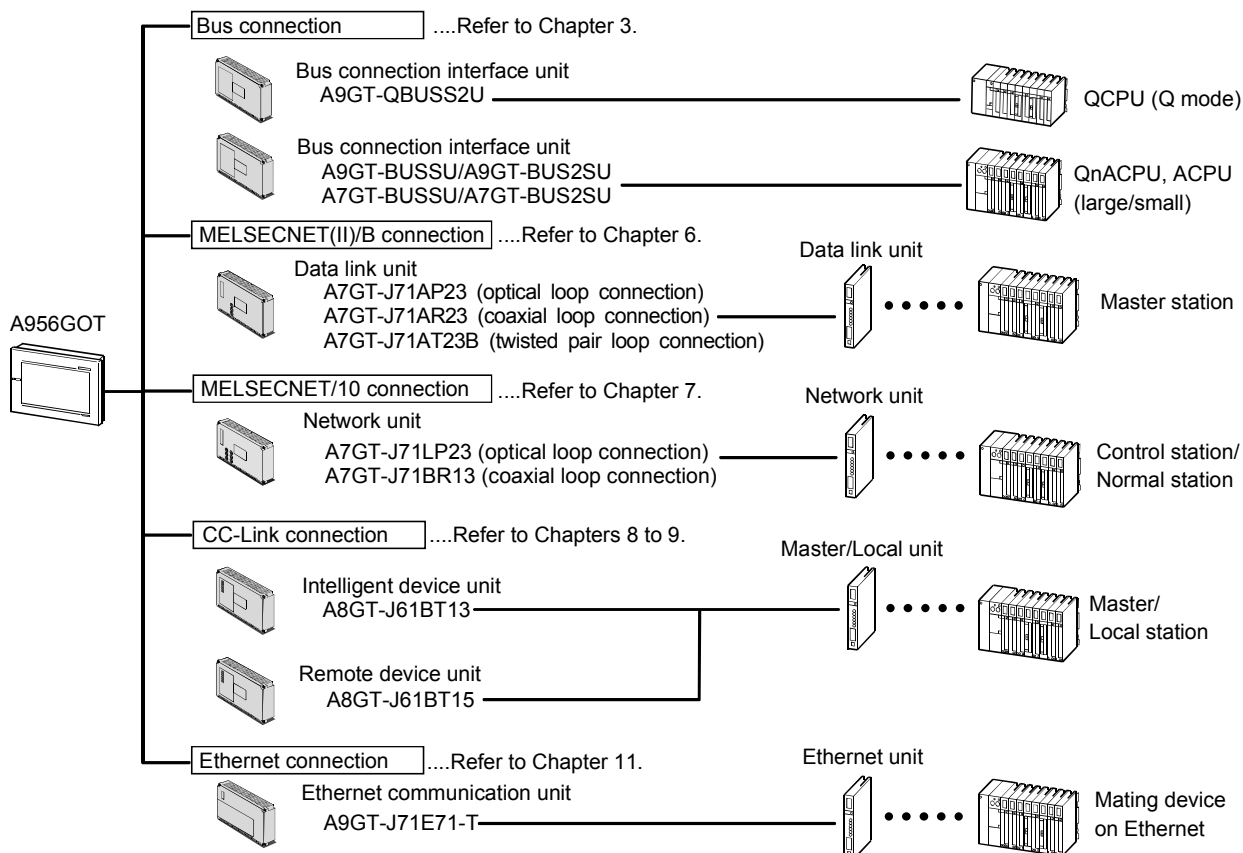 Bus connection ....Refer to Chapter 3.
Bus connection interface unit
A9GT-QBUSS2U
QCPU (Q mode)
Bus connection interface unit
A9GT-BUSSU/A9GT-BUS2SU
A7GT-BUSSU/A7GT-BUS2SU
QnACPU, ACPU
(large/small)
MELSECNET(II)/B connection ....Refer to Chapter 6.
Data link unit
A7GT-J71AP23 (optical loop connection)
A7GT-J71AR23 (coaxial loop connection)
A7GT-J71AT23B (twisted pair loop connection)
Data link unit
Master station
A956GOT
MELSECNET/10 connection ....Refer to Chapter 7.
Network unit
A7GT-J71LP23 (optical loop connection)
A7GT-J71BR13 (coaxial loop connection)
Network unit
Control station/
Normal station
CC-Link connection ....Refer to Chapters 8 to 9.
Intelligent device unit
A8GT-J61BT13
Remote device unit
A8GT-J61BT15
Master/Local unit
Master/
Local station
Ethernet connection ....Refer to Chapter 11.
Ethernet communication unit
A9GT-J71E71-T
Ethernet unit
Mating device
on Ethernet